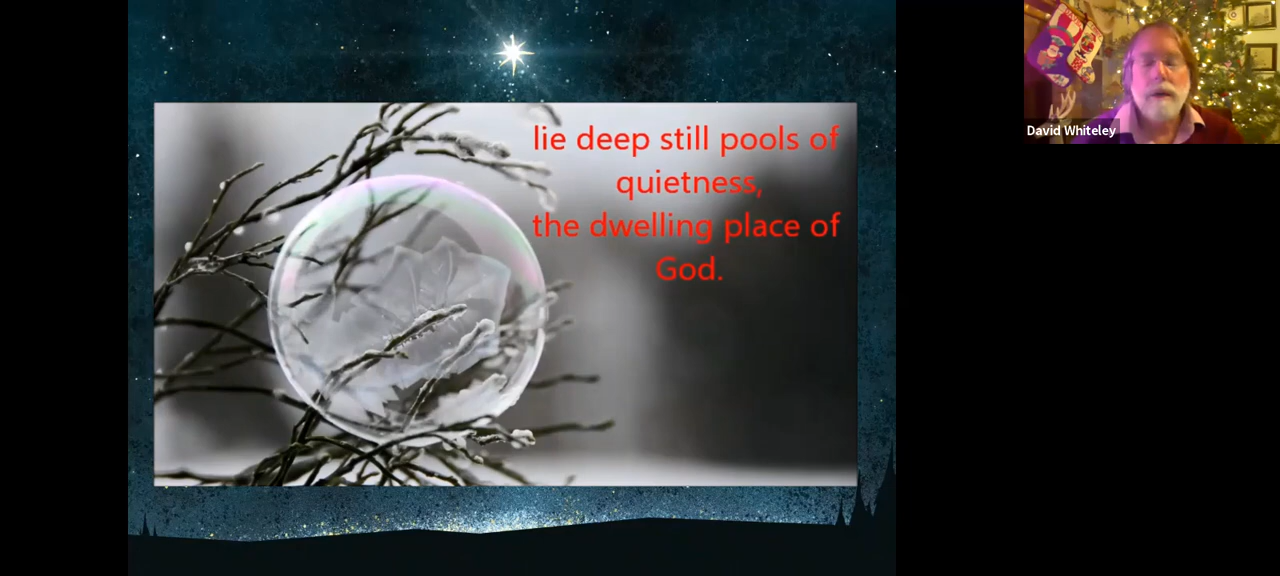 lie deep still pools of
quietness,
the dwelling place of
God.
David Whiteley